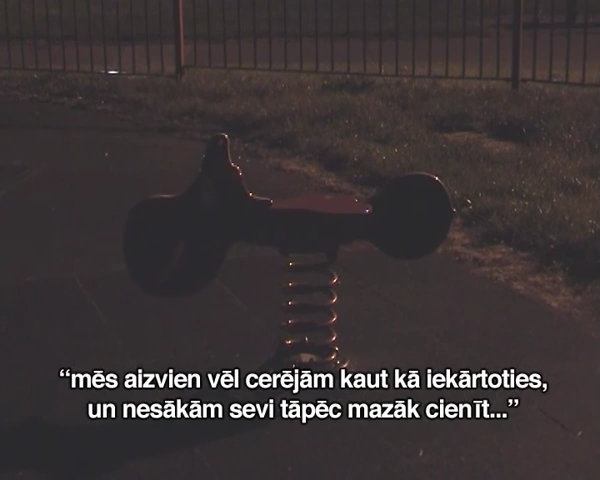 “mēs aizvien vēl cerējām kaut kā iekārtoties,
un nesākām sevi tāpēc mazāk cienīt...”